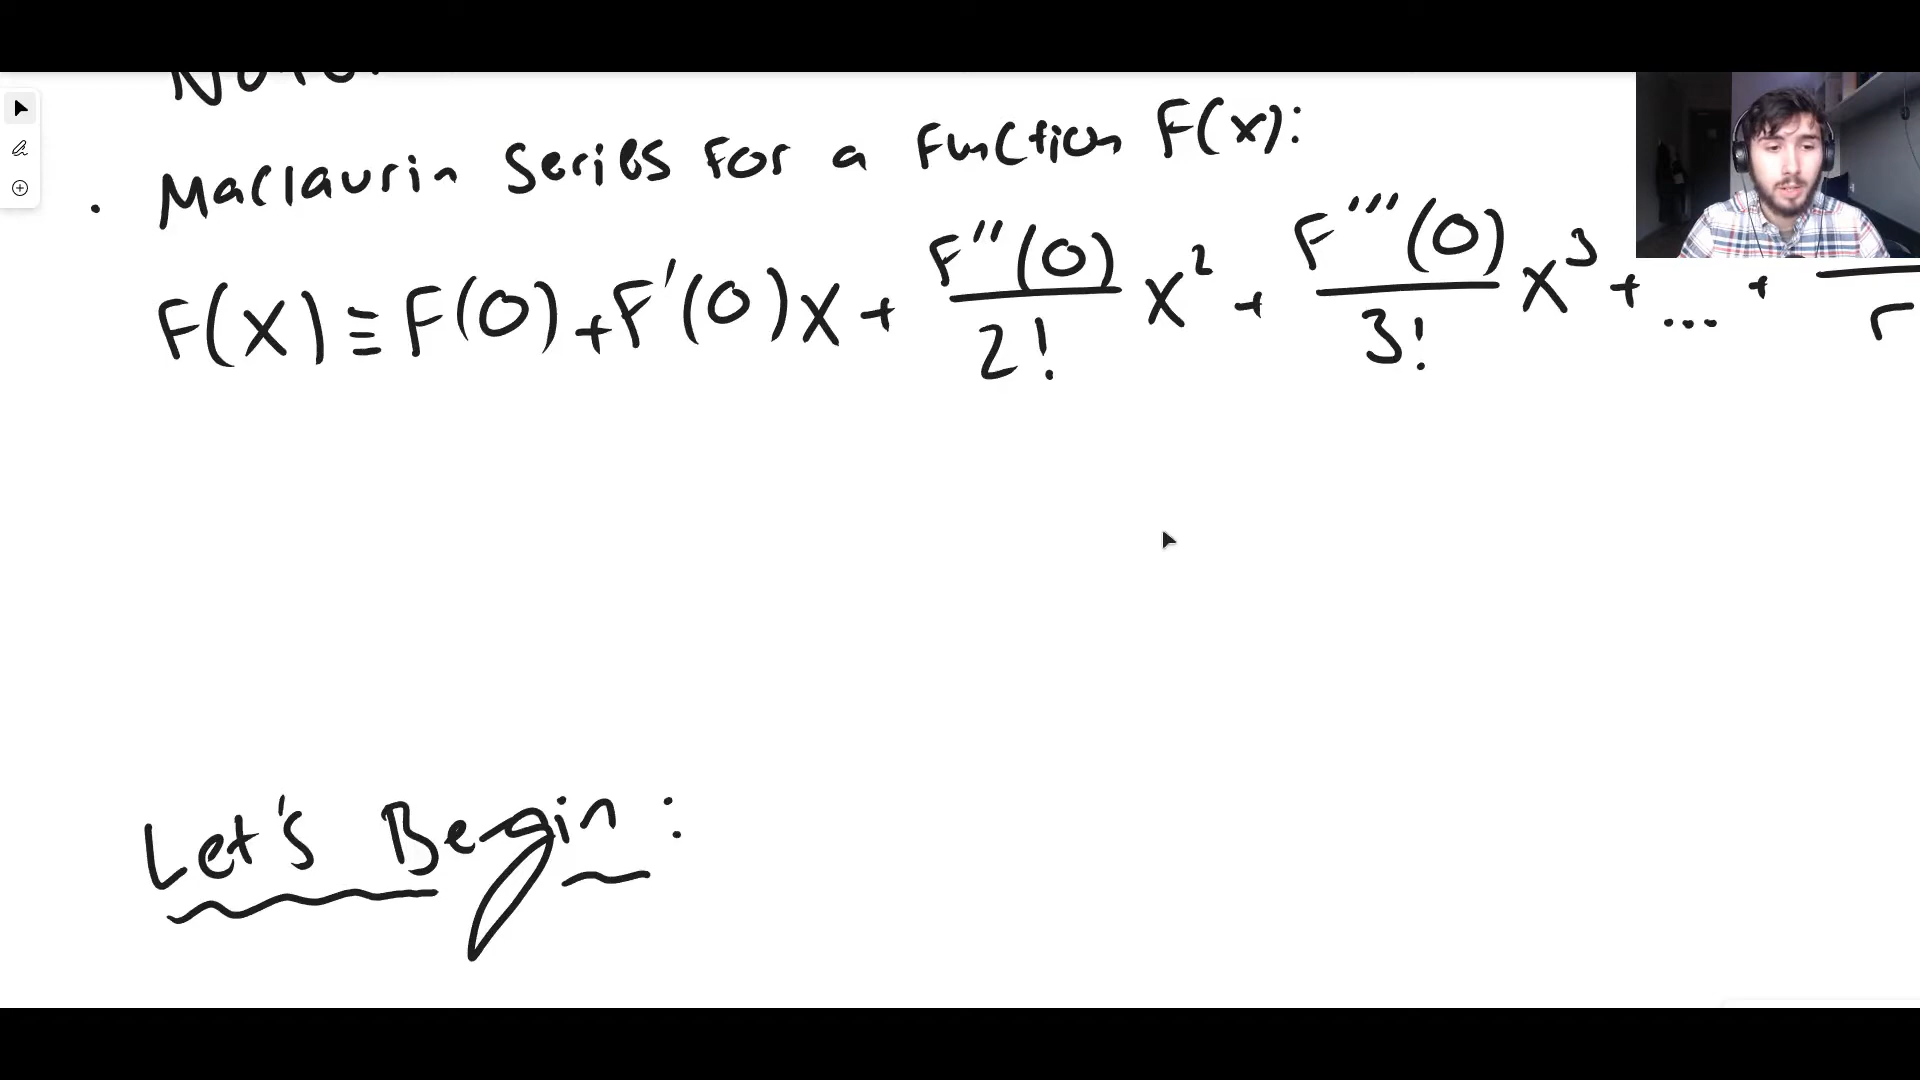 • Maclaurin Series For a Function F(x):
F(x) ≡ F(0) + F'(0)x + F''(0)/2! x² + F'''(0)/3! x³ + ... +
Let's Begin: